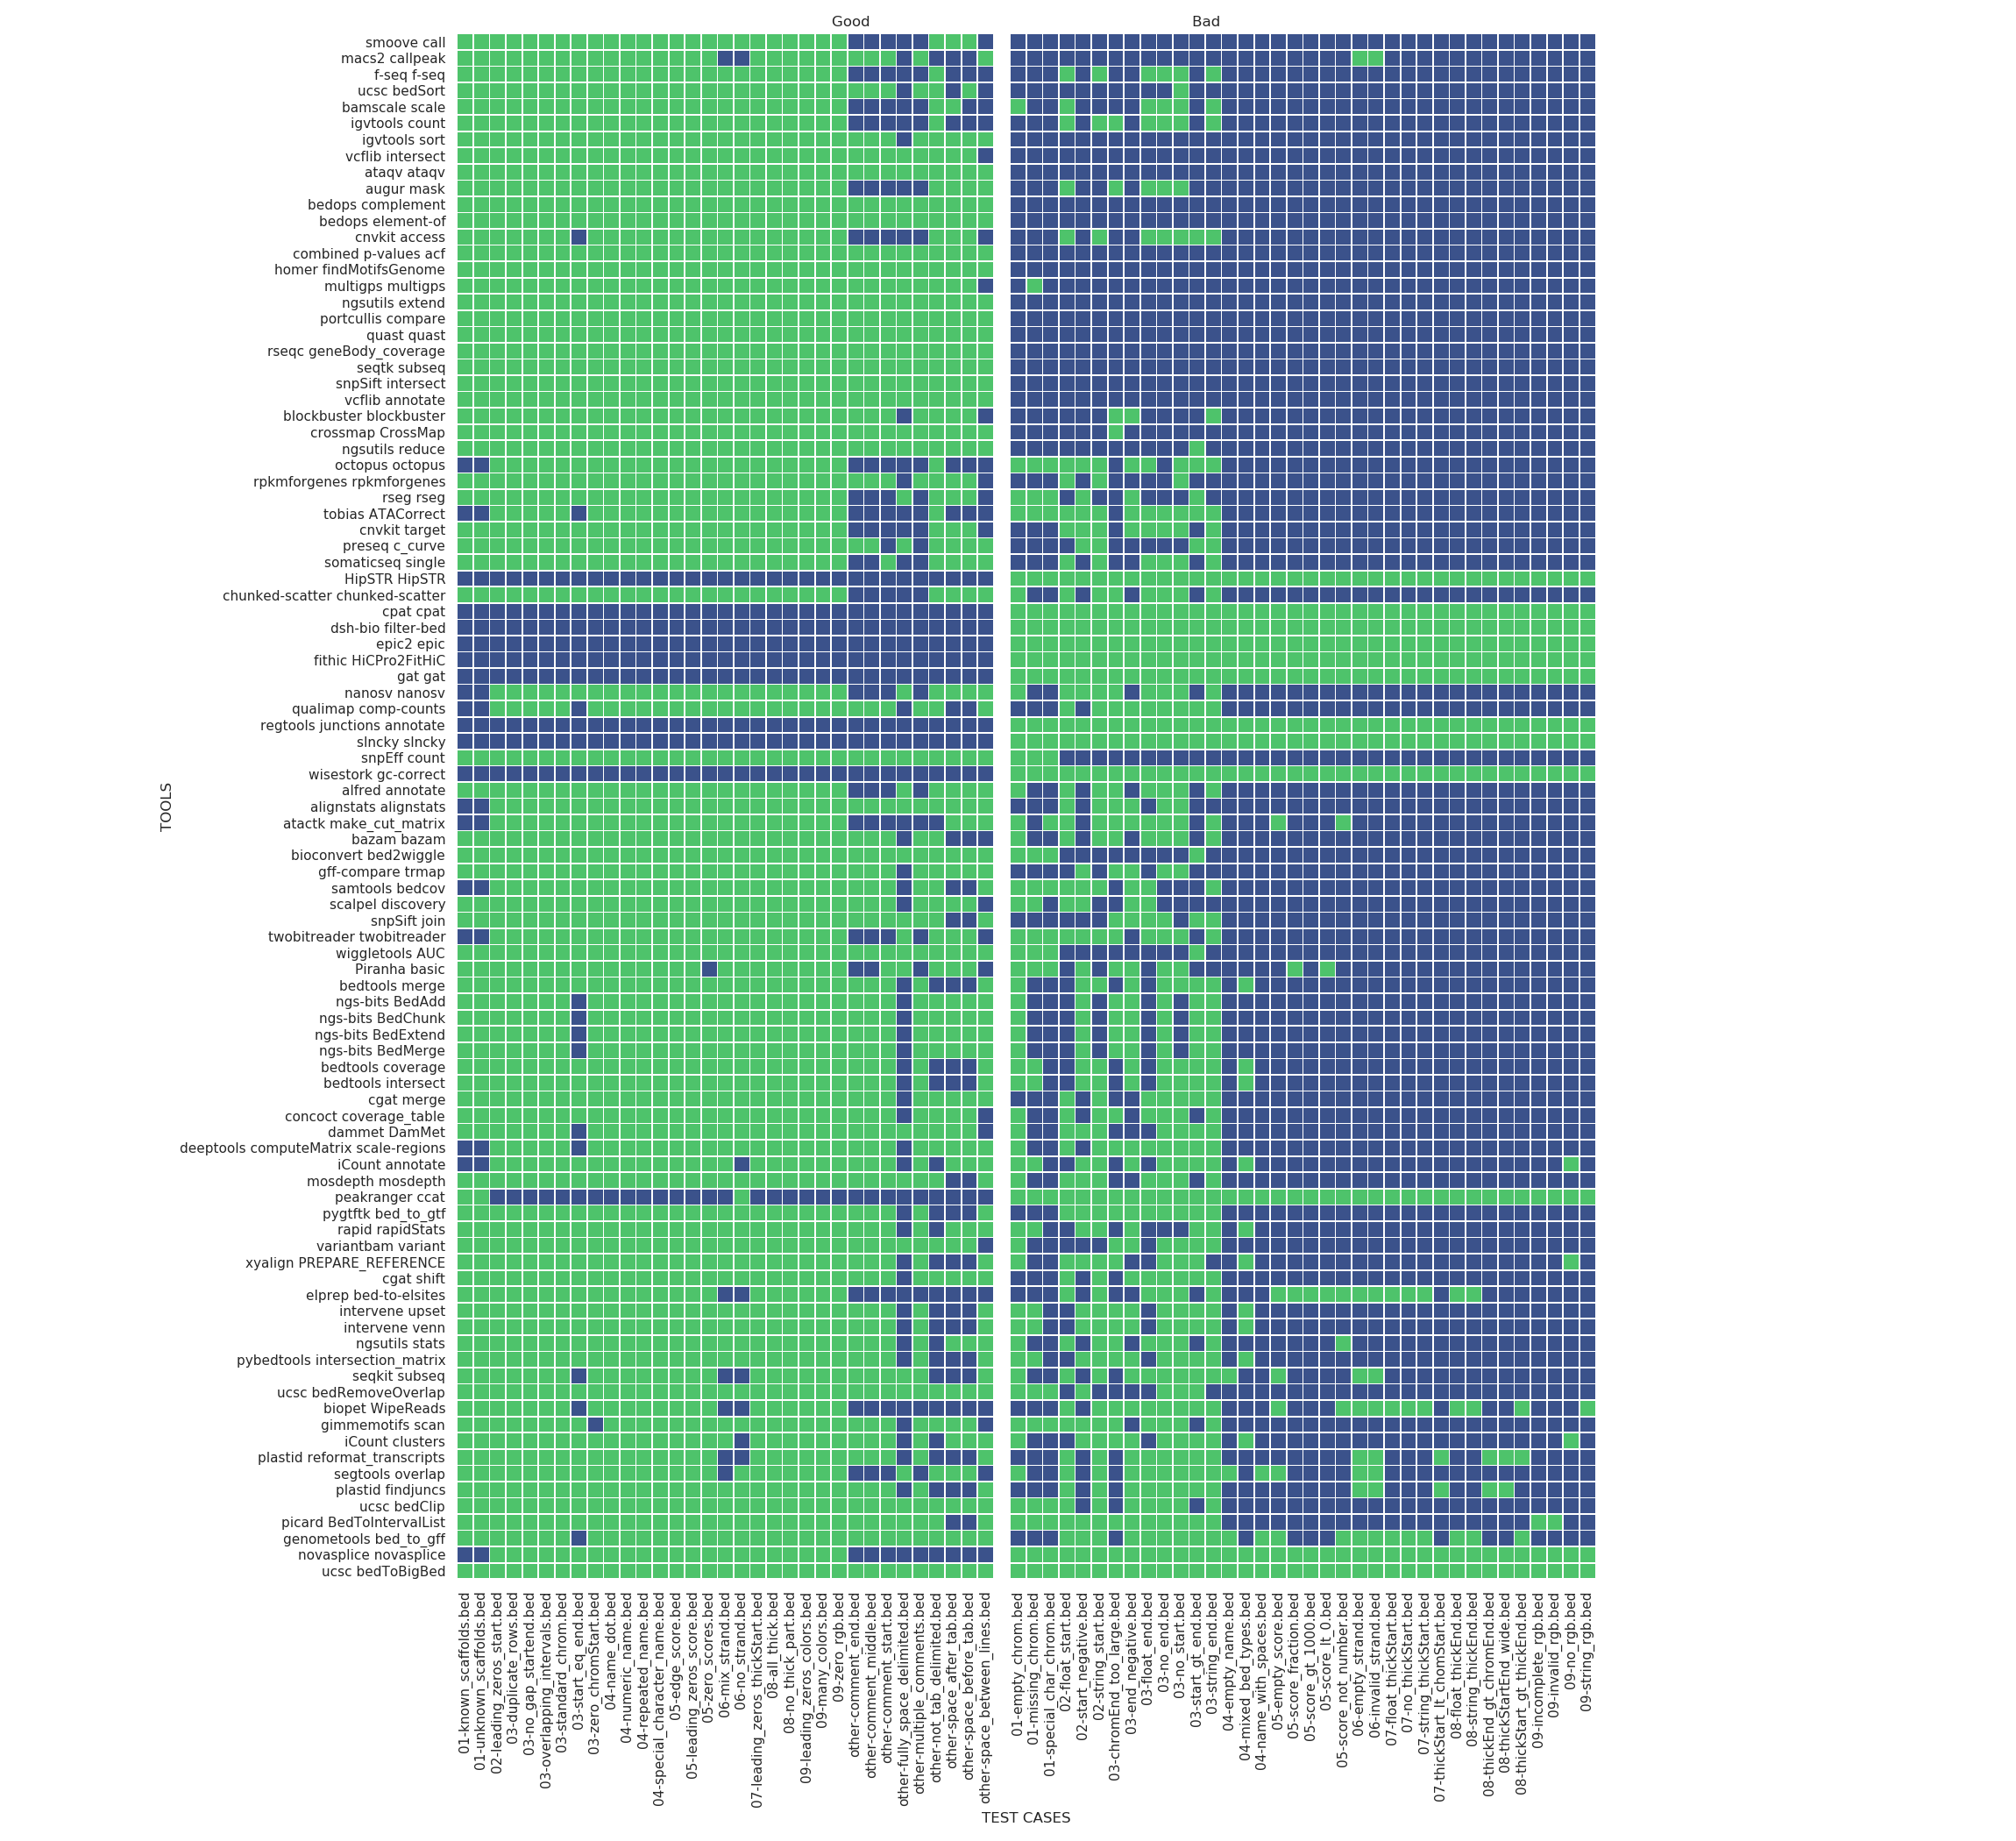 Good
Bad
smoove call
macs2 callpeak
f-seq f-seq
ucsc bedSort
bamscale scale
igvtools count
igvtools sort
vcflib intersect
ataqv ataqv
augur mask
bedops complement
bedops element-of
cnvkit access
combined p-values acf
homer findMotifsGenome
multigps multigps
ngsutils extend
portcullis compare
quast quast
rseqc geneBody_coverage
seqtk subseq
snpSift intersect
vcflib annotate
blockbuster blockbuster
crossmap CrossMap
ngsutils reduce
octopus octopus
rpkmforgenes rpkmforgenes
rseg rseg
tobias ATACorrect
cnvkit target
preseq c_curve
somaticseq single
HipSTR HipSTR
chunked-scatter chunked-scatter
cpat cpat
dsh-bio filter-bed
epic2 epic
fithic HiCPro2FitHiC
gat gat
nanosv nanosv
qualimap comp-counts
regtools junctions annotate
slncky slncky
snpEff count
wisestork gc-correct
alfred annotate
alignstats alignstats
atactk make_cut_matrix
bazam bazam
bioconvert bed2wiggle
gff-compare trmap
samtools bedcov
scalpel discovery
snpSift join
twobitreader twobitreader
wiggletools AUC
Piranha basic
bedtools merge
ngs-bits BedAdd
ngs-bits BedChunk
ngs-bits BedExtend
ngs-bits BedMerge
bedtools coverage
bedtools intersect
cgat merge
concoct coverage_table
dammet DamMet
deeptools computeMatrix scale-regions
iCount annotate
mosdepth mosdepth
peakranger ccat
pygtftk bed_to_gtf
rapid rapidStats
variantbam variant
xyalign PREPARE_REFERENCE
cgat shift
elprep bed-to-elsites
intervene upset
intervene venn
ngsutils stats
pybedtools intersection_matrix
seqkit subseq
ucsc bedRemoveOverlap
biopet WipeReads
gimmemotifs scan
iCount clusters
plastid reformat_transcripts
segtools overlap
plastid findjuncs
ucsc bedClip
picard BedToIntervalList
genometools bed_to_gff
novasplice novasplice
ucsc bedToBigBed
TOOLS
01-known_scaffolds.bed
01-unknown_scaffolds.bed
02-leading_zeros_start.bed
03-duplicate_rows.bed
03-no_gap_startend.bed
03-overlapping_intervals.bed
03-standard_chrom.bed
03-start_eq_end.bed
03-zero_chromStart.bed
04-name_dot.bed
04-numeric_name.bed
04-repeated_name.bed
04-special_character_name.bed
05-edge_score.bed
05-leading_zeros_score.bed
05-zero_scores.bed
06-mix_strand.bed
06-no_strand.bed
07-leading_zeros_thickStart.bed
08-all_thick.bed
08-no_thick_part.bed
09-leading_zeros_colors.bed
09-many_colors.bed
09-zero_rgb.bed
other-comment_end.bed
other-comment_middle.bed
other-comment_start.bed
other-fully_space_delimited.bed
other-multiple_comments.bed
other-not_tab_delimited.bed
other-space_after_tab.bed
other-space_before_tab.bed
other-space_between_lines.bed
01-empty_chrom.bed
01-missing_chrom.bed
01-special_char_chrom.bed
02-float_start.bed
02-start_negative.bed
02-string_start.bed
03-chromEnd_too_large.bed
03-end_negative.bed
03-float_end.bed
03-no_end.bed
03-no_start.bed
03-start_gt_end.bed
03-string_end.bed
04-empty_name.bed
04-mixed_bed_types.bed
04-name_with_spaces.bed
05-empty_score.bed
05-score_fraction.bed
05-score_gt_1000.bed
05-score_lt_0.bed
05-score_not_number.bed
06-empty_strand.bed
06-invalid_strand.bed
07-float_thickStart.bed
07-no_thickStart.bed
07-string_thickStart.bed
07-thickStart_lt_chomStart.bed
08-float_thickEnd.bed
08-string_thickEnd.bed
08-thickEnd_gt_chromEnd.bed
08-thickStartEnd_wide.bed
08-thickStart_gt_thickEnd.bed
09-incomplete_rgb.bed
09-invalid_rgb.bed
09-no_rgb.bed
09-string_rgb.bed
TEST CASES